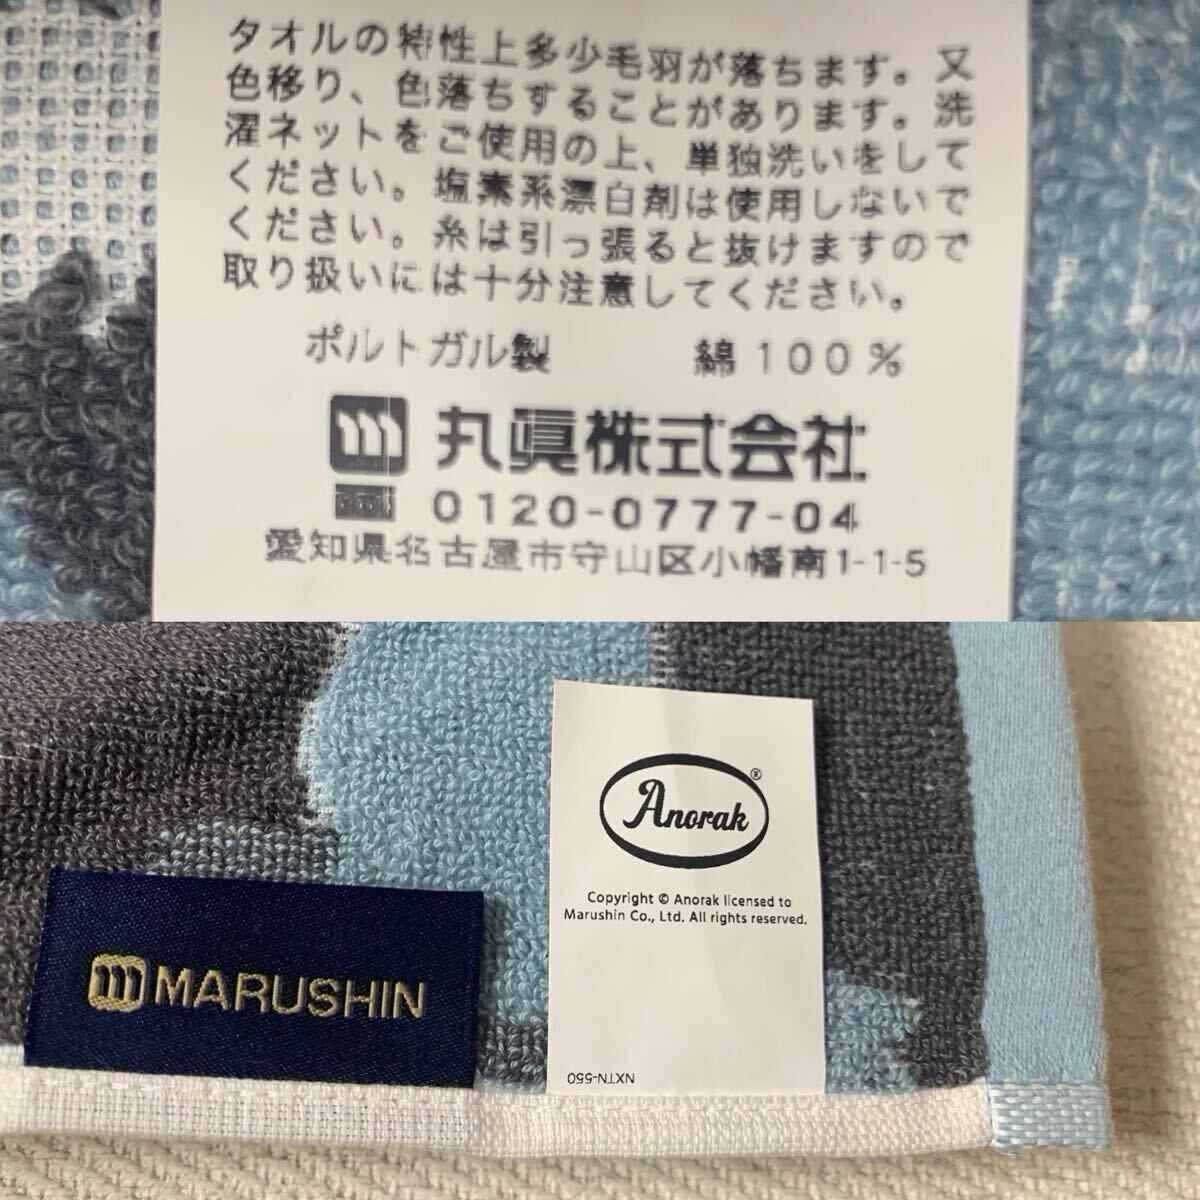 タオルの特性上多少毛羽が落ちます。又
色移り、色落ちすることがあります。洗
濯ネットをご使用の上、単独洗いをして
ください。塩素系漂白剤は使用しないで
ください。糸は引っ張ると抜けますので
取り扱いには十分注意してください。
ポルトガル製 綿100%
丸眞株式会社
0120-0777-04
愛知県名古屋市守山区小幡南1-1-5
Anorak®
Copyright © Anorak licensed to
Marushin Co., Ltd. All rights reserved.
NXTN-550
MARUSHIN